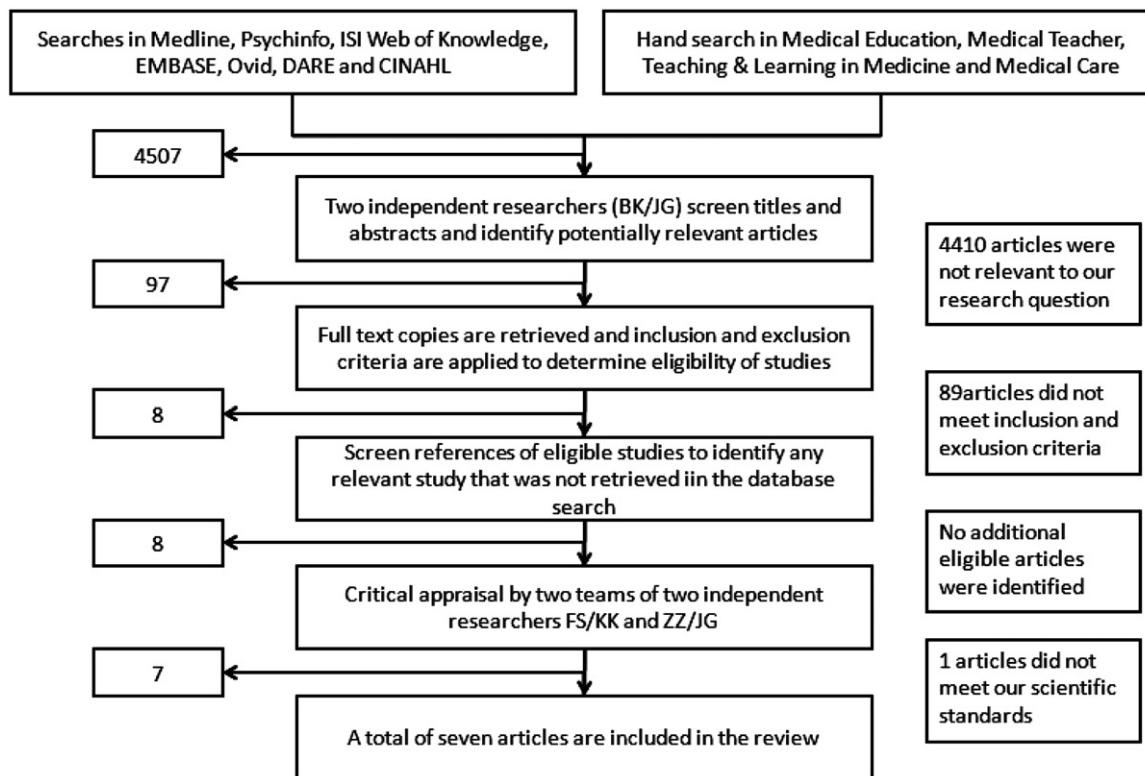 Searches in Medline, Psychinfo, ISI Web of Knowledge,
EMBASE, Ovid, DARE and CINAHL
Hand search in Medical Education, Medical Teacher,
Teaching & Learning in Medicine and Medical Care
4507
Two independent researchers (BK/JG) screen titles and
abstracts and identify potentially relevant articles
4410 articles were
not relevant to our
research question
97
Full text copies are retrieved and inclusion and exclusion
criteria are applied to determine eligibility of studies
89articles did not
meet inclusion and
exclusion criteria
8
Screen references of eligible studies to identify any
relevant study that was not retrieved iin the database
search
No additional
eligible articles
were identified
8
Critical appraisal by two teams of two independent
researchers FS/KK and ZZ/JG
1 articles did not
meet our scientific
standards
7
A total of seven articles are included in the review